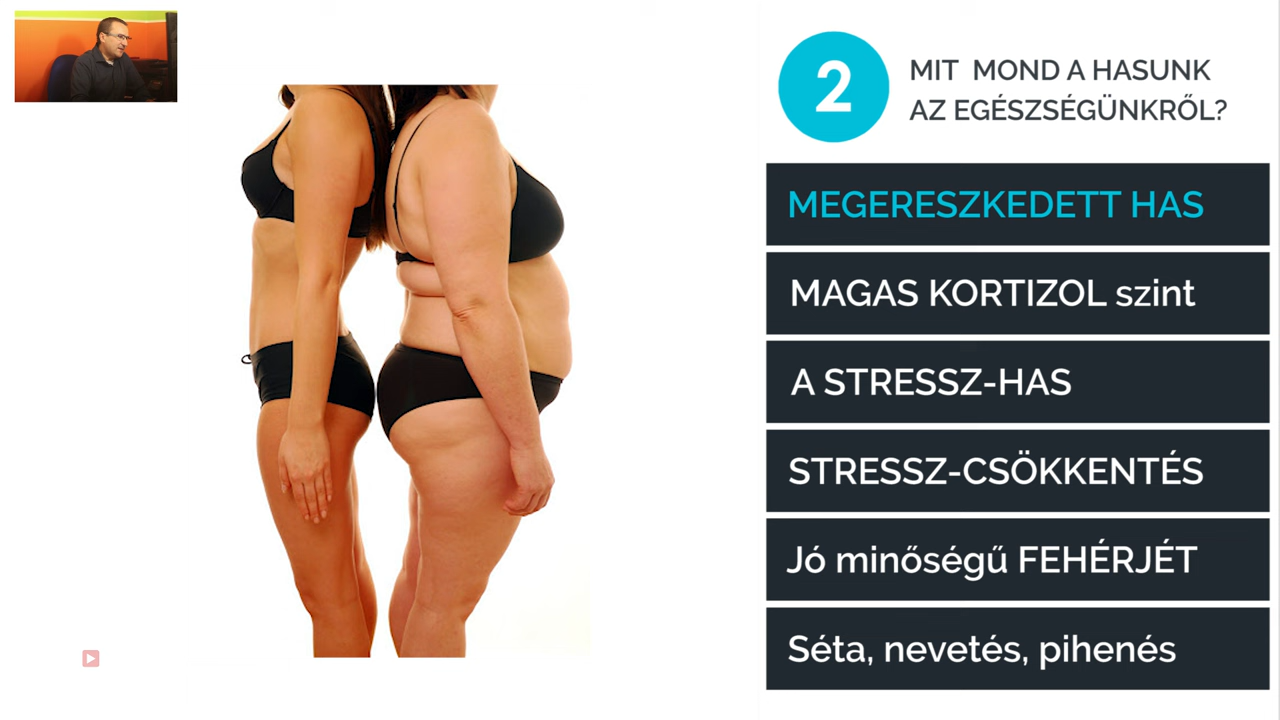 2
MIT MOND A HASUNK
AZ EGÉSZSÉGÜNKRŐL?
MEGERESZKEDETT HAS
MAGAS KORTIZOL szint
A STRESSZ-HAS
STRESSZ-CSÖKKENTÉS
Jó minőségű FEHÉRJÉT
Séta, nevetés, pihenés